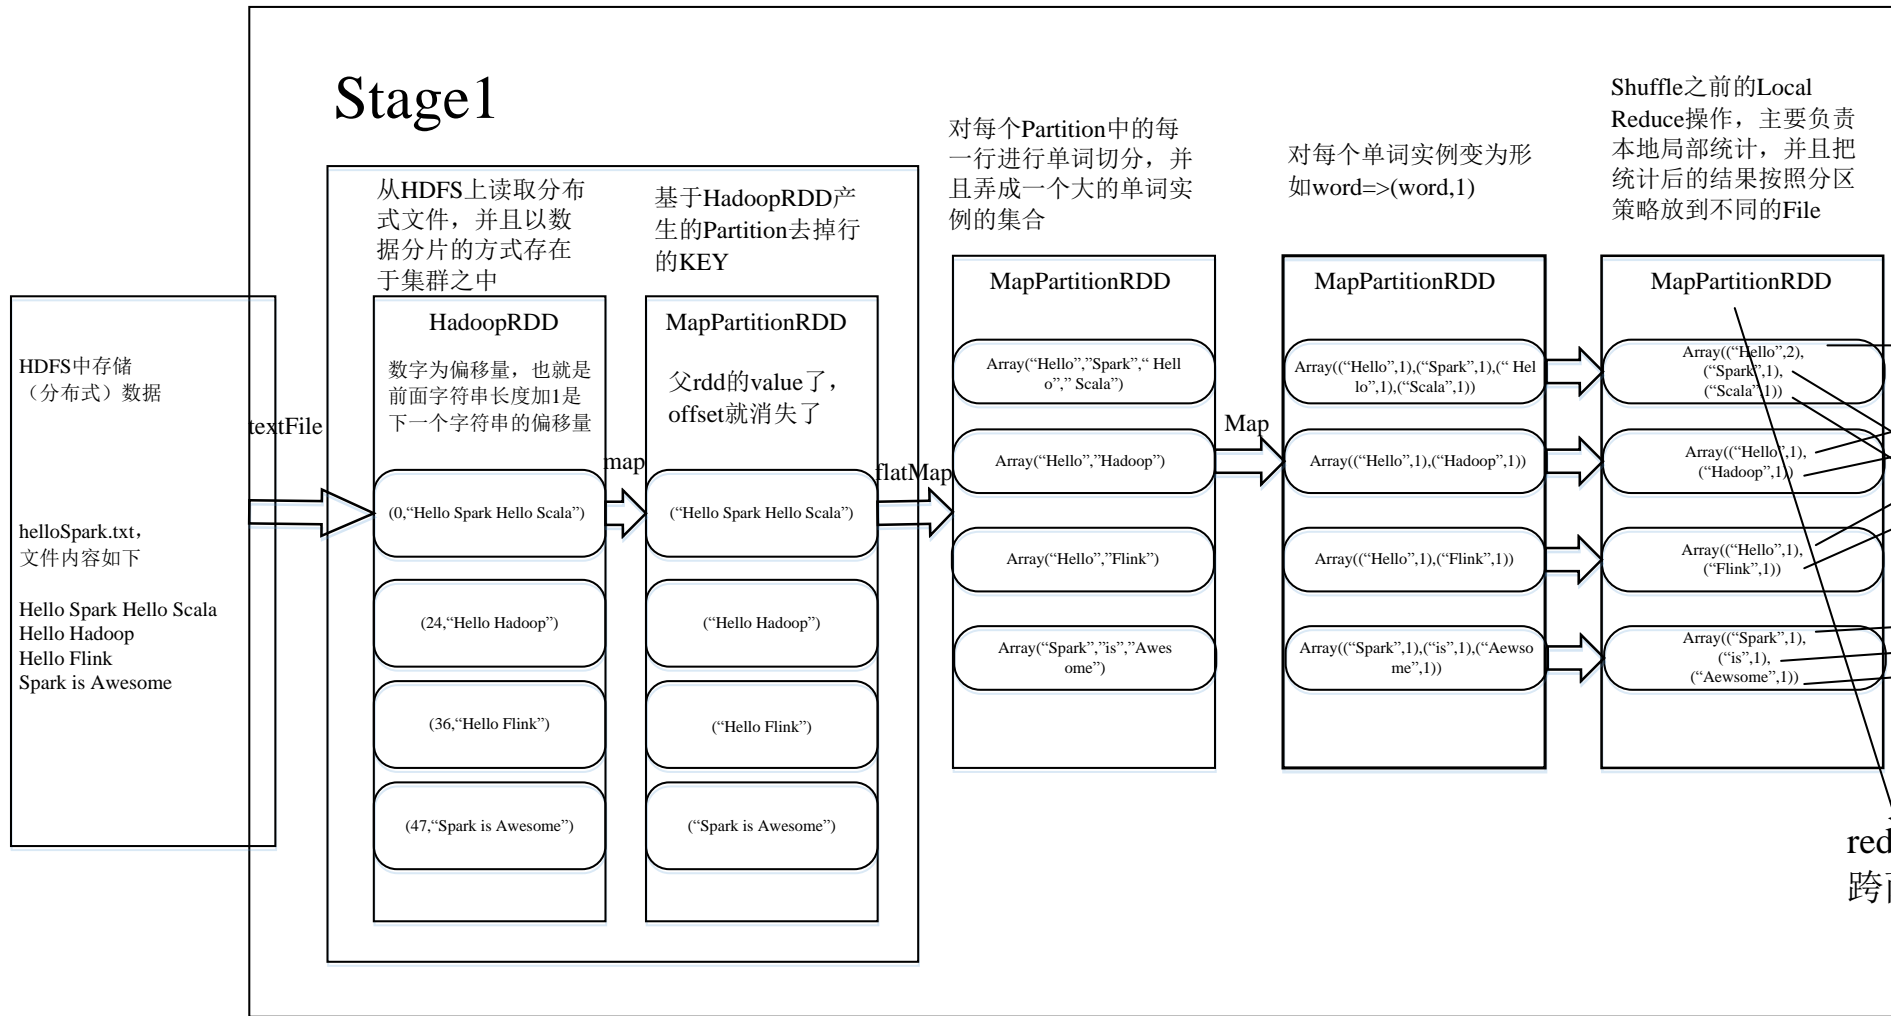 Stage1
HDFS中存储
（分布式）数据
helloSpark.txt，
文件内容如下
Hello Spark Hello Scala
Hello Hadoop
Hello Flink
Spark is Awesome
textFile
从HDFS上读取分布
式文件，并且以数
据分片的方式存在
于集群之中
HadoopRDD
数字为偏移量，也就是
前面字符串长度加1是
下一个字符串的偏移量
(0,“Hello Spark Hello Scala”)
(24,“Hello Hadoop”)
(36,“Hello Flink”)
(47,“Spark is Awesome”)
map
基于HadoopRDD产
生的Partition去掉行
的KEY
MapPartitionRDD
父rdd的value了，
offset就消失了
(“Hello Spark Hello Scala”)
(“Hello Hadoop”)
(“Hello Flink”)
(“Spark is Awesome”)
flatMap
对每个Partition中的每
一行进行单词切分，并
且弄成一个大的单词实
例的集合
MapPartitionRDD
Array(“Hello”,”Spark”,“ Hell
o”,” Scala”)
Array(“Hello”,”Hadoop”)
Array(“Hello”,”Flink”)
Array(“Spark”,”is”,”Awes
ome”)
Map
对每个单词实例变为形
如word=>(word,1)
MapPartitionRDD
Array((“Hello”,1),(“Spark”,1),(“ Hel
lo”,1),(“Scala”,1))
Array((“Hello”,1),(“Hadoop”,1))
Array((“Hello”,1),(“Flink”,1))
Array((“Spark”,1),(“is”,1),(“Aewso
me”,1))
Shuffle之前的Local
Reduce操作，主要负责
本地局部统计，并且把
统计后的结果按照分区
策略放到不同的File
MapPartitionRDD
Array((“Hello”,2),
(“Spark”,1),
(“Scala”,1))
Array((“Hello”,1),
(“Hadoop”,1))
Array((“Hello”,1),
(“Flink”,1))
Array((“Spark”,1),
(“is”,1),
(“Aewsome”,1))
red
跨